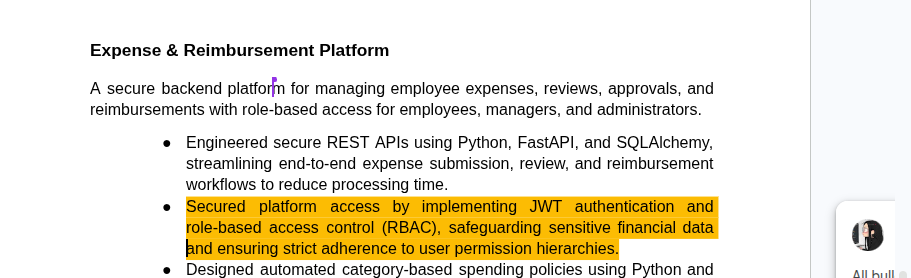 Expense & Reimbursement Platform
A secure backend platform for managing employee expenses, reviews, approvals, and
reimbursements with role-based access for employees, managers, and administrators.
● Engineered secure REST APIs using Python, FastAPI, and SQLAlchemy,
streamlining end-to-end expense submission, review, and reimbursement
workflows to reduce processing time.
● Secured platform access by implementing JWT authentication and
role-based access control (RBAC), safeguarding sensitive financial data
and ensuring strict adherence to user permission hierarchies.
● Designed automated category-based spending policies using Python and
All bull